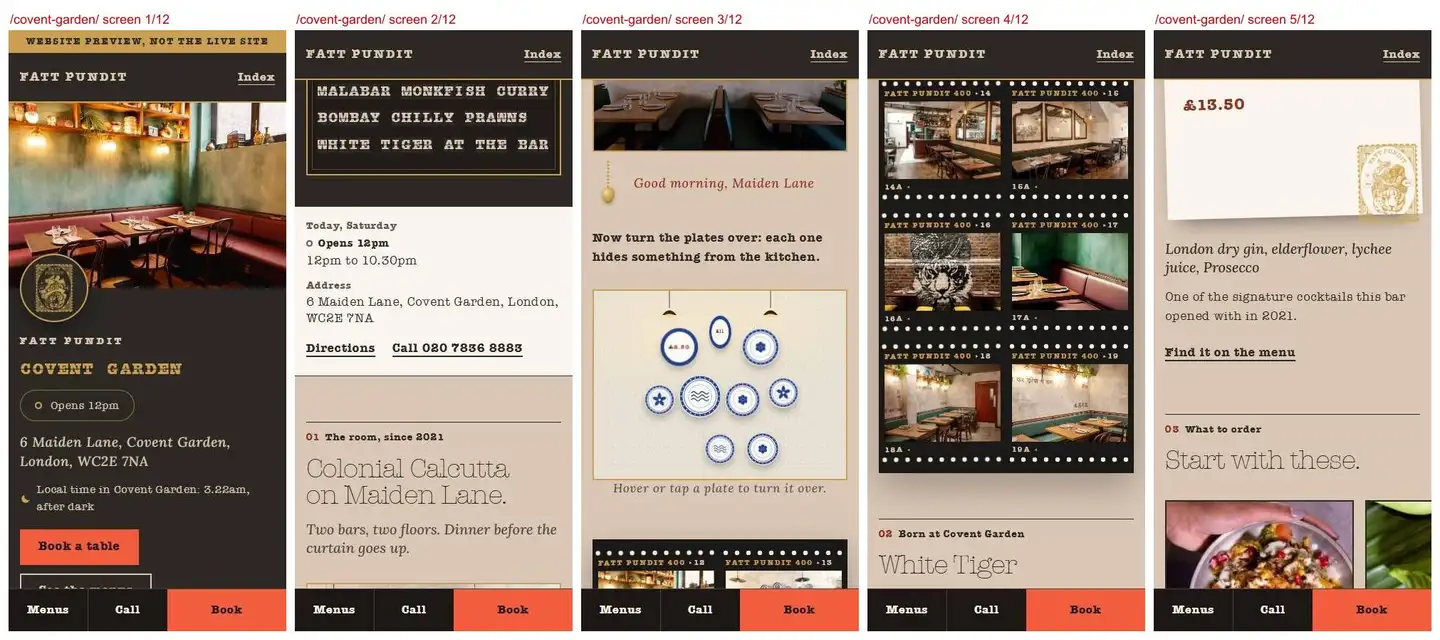 /covent-garden/ screen 1/12
WEBSITE PREVIEW, NOT THE LIVE SITE
FATT PUNDIT
Index
FATT PUNDIT
COVENT GARDEN
Opens 12pm
6 Maiden Lane, Covent Garden,
London, WC2E 7NA
Local time in Covent Garden: 3.22am,
after dark
Book a table
See the menus
Menus
Call
Book
/covent-garden/ screen 2/12
FATT PUNDIT
Index
MALABAR MONKFISH CURRY
BOMBAY CHILLY PRAWNS
WHITE TIGER AT THE BAR
Today, Saturday
Opens 12pm
12pm to 10.30pm
Address
6 Maiden Lane, Covent Garden, London,
WC2E 7NA
Directions
Call 020 7836 8883
01 The room, since 2021
Colonial Calcutta
on Maiden Lane.
Two bars, two floors. Dinner before the
curtain goes up.
Menus
Call
Book
/covent-garden/ screen 3/12
FATT PUNDIT
Index
Good morning, Maiden Lane
Now turn the plates over: each one
hides something from the kitchen.
Hover or tap a plate to turn it over.
FATT PUNDIT 400 • 12
FATT PUNDIT 400 • 13
Menus
Call
Book
/covent-garden/ screen 4/12
FATT PUNDIT
Index
FATT PUNDIT 400 • 14
FATT PUNDIT 400 • 15
14A
15A
FATT PUNDIT 400 • 16
FATT PUNDIT 400 • 17
16A
17A
FATT PUNDIT 400 • 18
FATT PUNDIT 400 • 19
18A
19A
02 Born at Covent Garden
White Tiger
Menus
Call
Book
/covent-garden/ screen 5/12
FATT PUNDIT
Index
£13.50
FATT PUNDIT
London dry gin, elderflower, lychee
juice, Prosecco
One of the signature cocktails this bar
opened with in 2021.
Find it on the menu
03 What to order
Start with these.
Menus
Call
Book